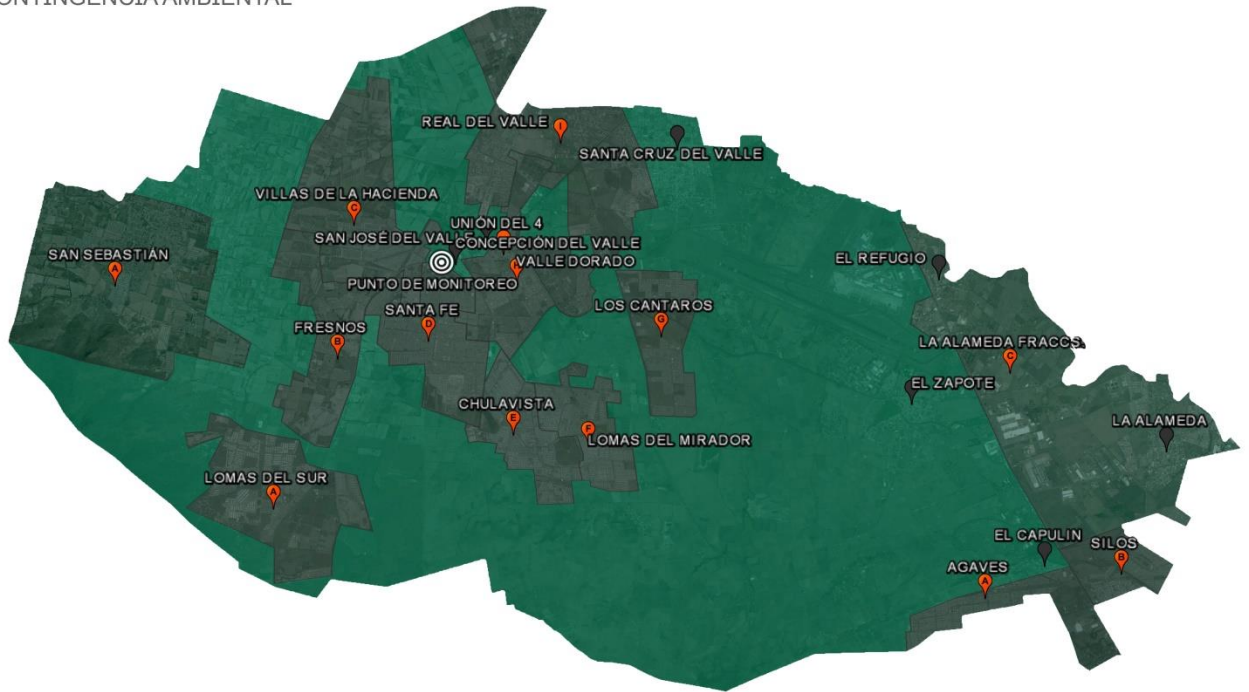 CONTINGENCIA AMBIENTAL
REAL DEL VALLE
I
SANTA CRUZ DEL VALLE
VILLAS DE LA HACIENDA
C
UNIÓN DEL 4
SAN JOSÉ DEL VALLE
CONCEPCIÓN DEL VALLE
SAN SEBASTIÁN
A
VALLE DORADO
H
EL REFUGIO
PUNTO DE MONITOREO
SANTA FE
D
LOS CANTAROS
G
FRESNOS
B
LA ALAMEDA FRACCS.
C
EL ZAPOTE
CHULAVISTA
E
LOMAS DEL MIRADOR
F
LA ALAMEDA
LOMAS DEL SUR
A
EL CAPULIN
SILOS
B
AGAVES
A